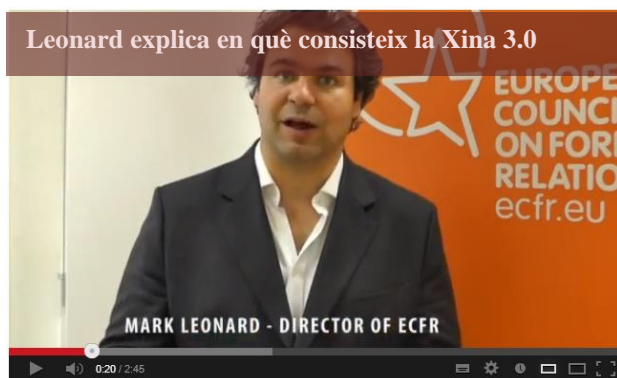 Leonard explica en què consisteix la Xina 3.0
EUROPE
COUNCI
ON FOR
RELATIO
ecfr.eu
MARK LEONARD - DIRECTOR OF ECFR
0:20 / 2:45